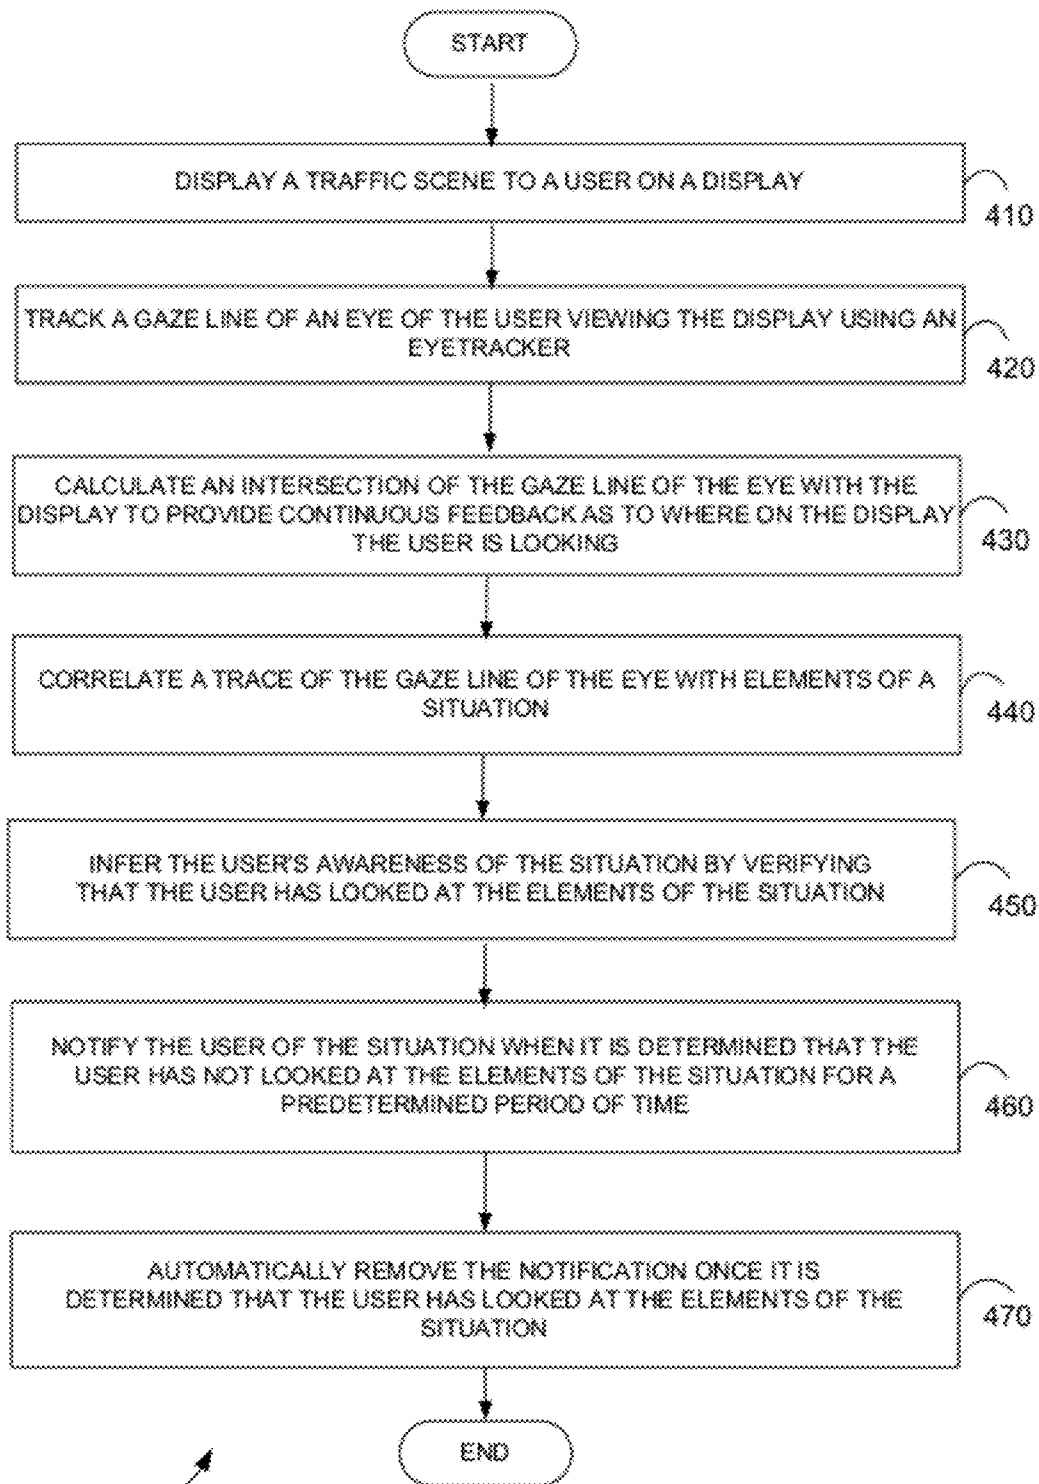 START
DISPLAY A TRAFFIC SCENE TO A USER ON A DISPLAY
410
TRACK A GAZE LINE OF AN EYE OF THE USER VIEWING THE DISPLAY USING AN
EYETRACKER
420
CALCULATE AN INTERSECTION OF THE GAZE LINE OF THE EYE WITH THE
DISPLAY TO PROVIDE CONTINUOUS FEEDBACK AS TO WHERE ON THE DISPLAY
THE USER IS LOOKING
430
CORRELATE A TRACE OF THE GAZE LINE OF THE EYE WITH ELEMENTS OF A
SITUATION
440
INFER THE USER'S AWARENESS OF THE SITUATION BY VERIFYING
THAT THE USER HAS LOOKED AT THE ELEMENTS OF THE SITUATION
450
NOTIFY THE USER OF THE SITUATION WHEN IT IS DETERMINED THAT THE
USER HAS NOT LOOKED AT THE ELEMENTS OF THE SITUATION FOR A
PREDETERMINED PERIOD OF TIME
460
AUTOMATICALLY REMOVE THE NOTIFICATION ONCE IT IS
DETERMINED THAT THE USER HAS LOOKED AT THE ELEMENTS OF THE
SITUATION
470
END